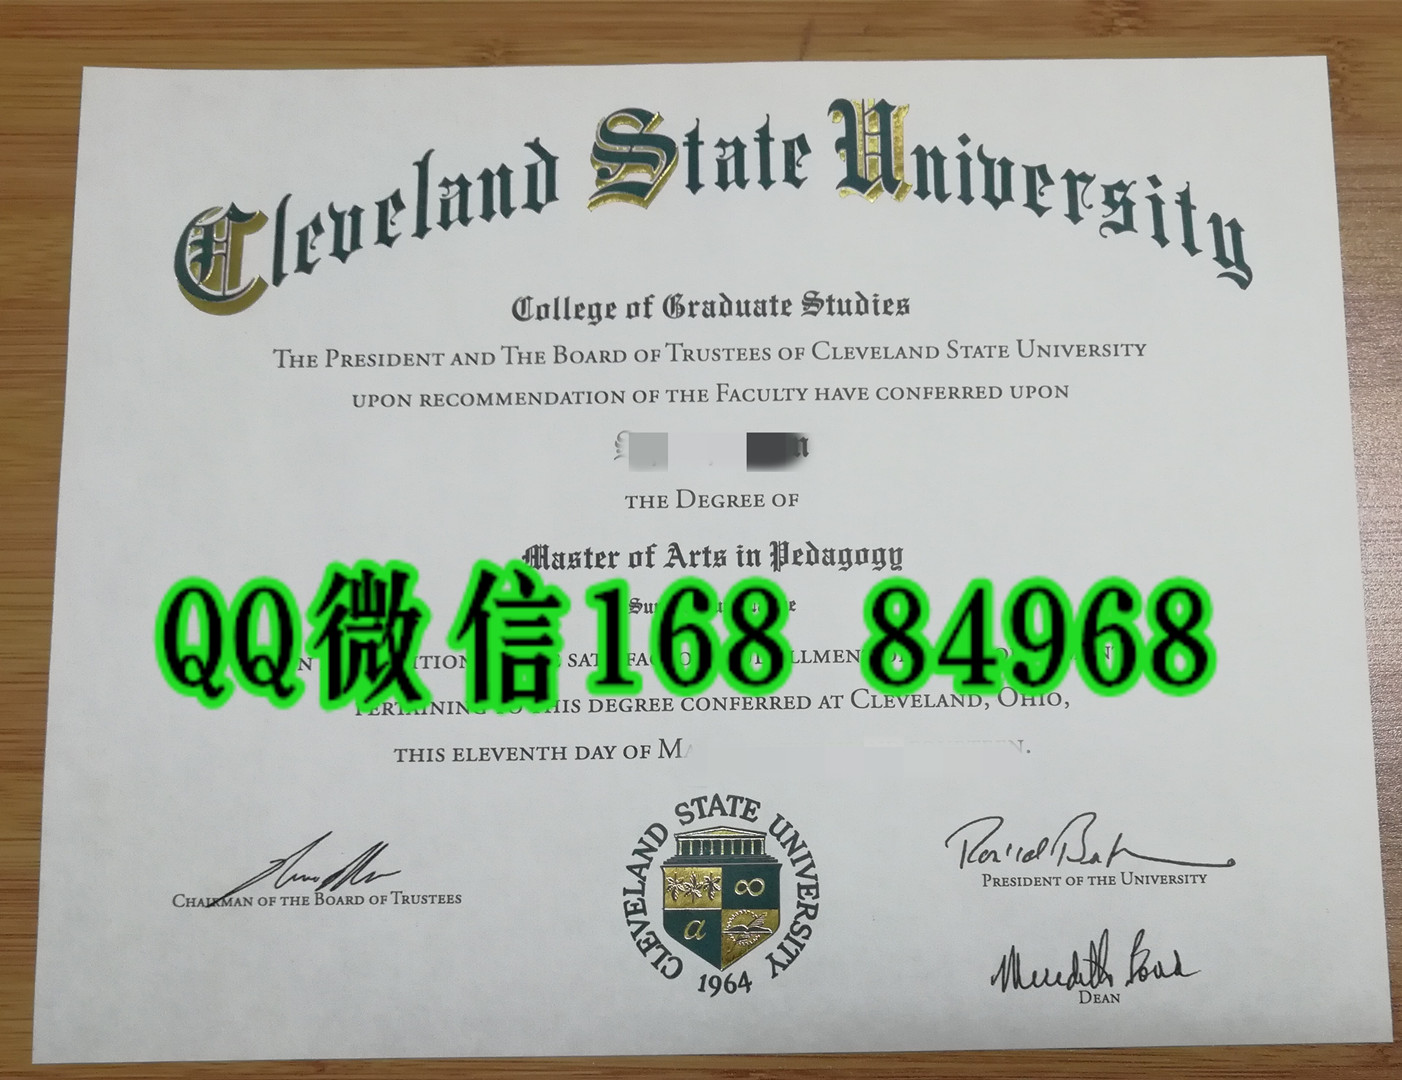 Cleveland State University
College of Graduate Studies
THE PRESIDENT AND THE BOARD OF TRUSTEES OF CLEVELAND STATE UNIVERSITY
UPON RECOMMENDATION OF THE FACULTY HAVE CONFERRED UPON
THE DEGREE OF
Master of Arts in Pedagogy
QQ微信168 84968
THIS DEGREE CONFERRED AT CLEVELAND, OHIO,
THIS ELEVENTH DAY OF
CLEVELAND STATE UNIVERSITY
1964
CHAIRMAN OF THE BOARD OF TRUSTEES
PRESIDENT OF THE UNIVERSITY
DEAN